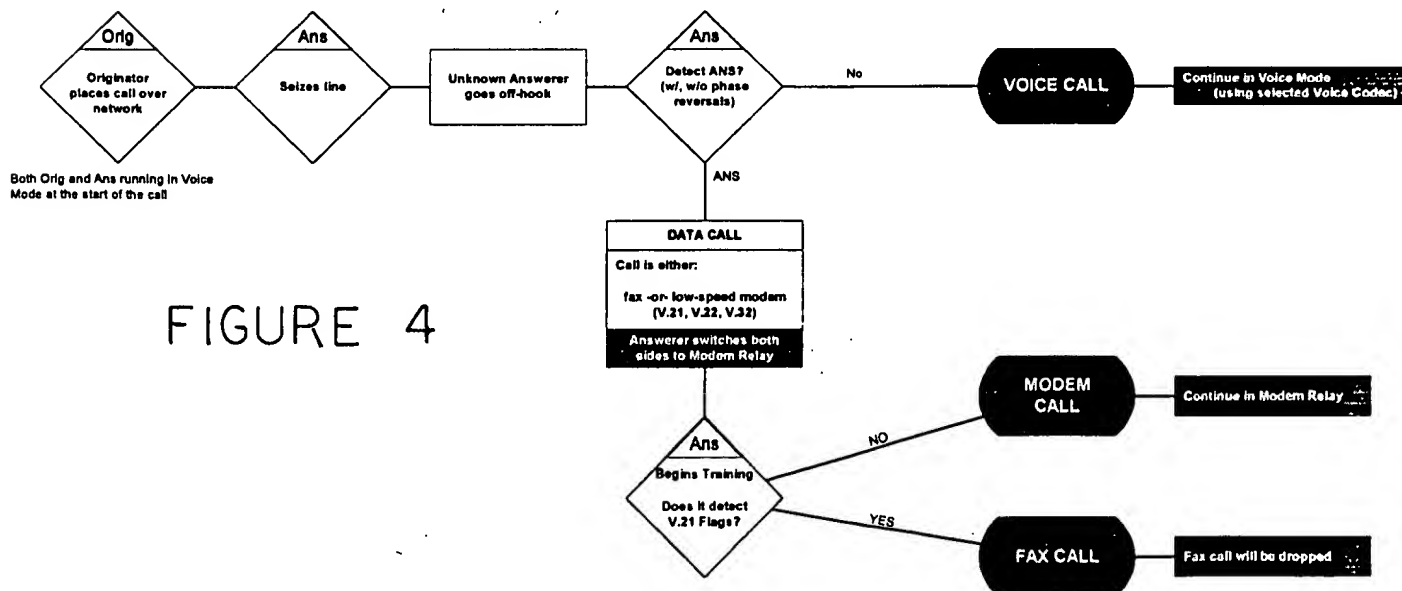 Orig
Originator
places call over
network
Both Orig and Ans running in Voice
Mode at the start of the call
Ans
Seizes line
Unknown Answerer
goes off-hook
Ans
Detect ANS?
(w/, w/o phase
reversals)
No
VOICE CALL
Continue in Voice Mode
(using selected Voice Codec)
ANS
DATA CALL
Call is either:
fax -or- low-speed modem
(V.21, V.22, V.32)
Answerer switches both
sides to Modem Relay
FIGURE 4
Ans
Begins Training
Does it detect
V.21 Flags?
NO
MODEM
CALL
Continue in Modem Relay
YES
FAX CALL
Fax call will be dropped